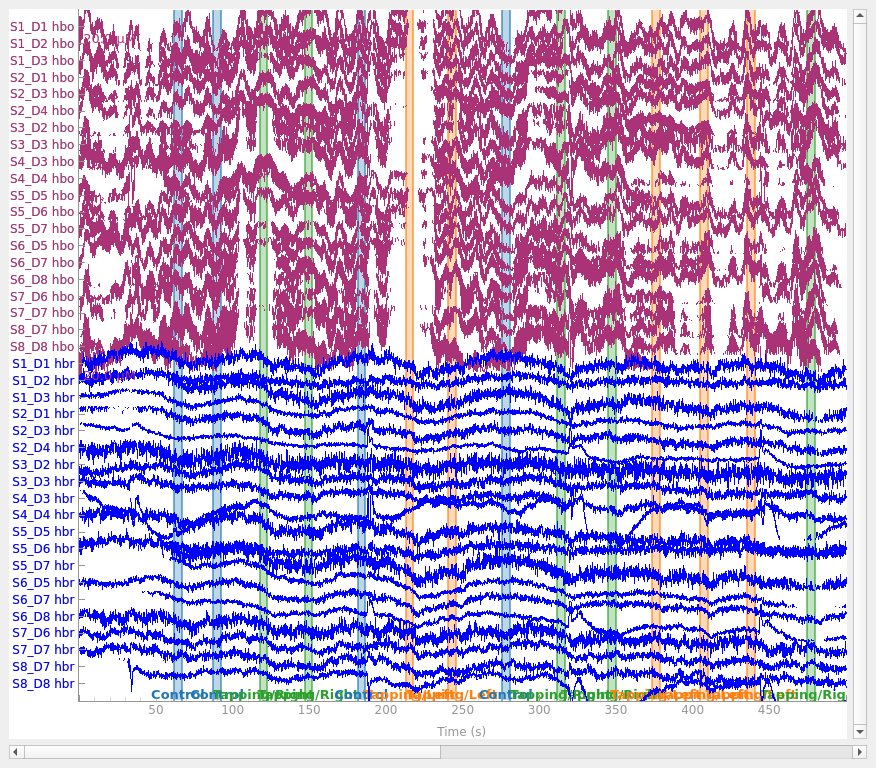 S1_D1 hbo
S1_D2 hbo
S1_D3 hbo
S2_D1 hbo
S2_D3 hbo
S2_D4 hbo
S3_D2 hbo
S3_D3 hbo
S4_D3 hbo
S4_D4 hbo
S5_D5 hbo
S5_D6 hbo
S5_D7 hbo
S6_D5 hbo
S6_D7 hbo
S6_D8 hbo
S7_D6 hbo
S7_D7 hbo
S8_D7 hbo
S8_D8 hbo
S1_D1 hbr
S1_D2 hbr
S1_D3 hbr
S2_D1 hbr
S2_D3 hbr
S2_D4 hbr
S3_D2 hbr
S3_D3 hbr
S4_D3 hbr
S4_D4 hbr
S5_D5 hbr
S5_D6 hbr
S5_D7 hbr
S6_D5 hbr
S6_D7 hbr
S6_D8 hbr
S7_D6 hbr
S7_D7 hbr
S8_D7 hbr
S8_D8 hbr
50 100 150 200 250 300 350 400 450
Time (s)